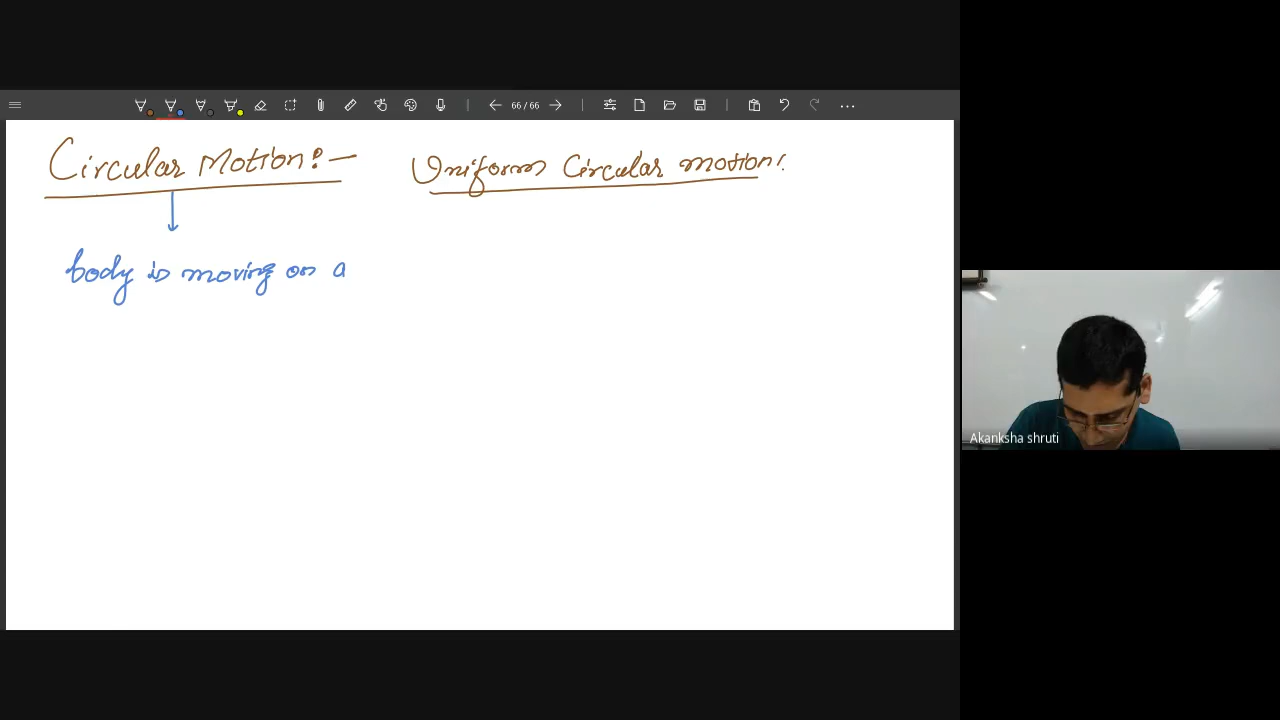 66 / 66
Circular Motion:-
Uniform Circular motion:
body is moving on a
Akanksha shruti